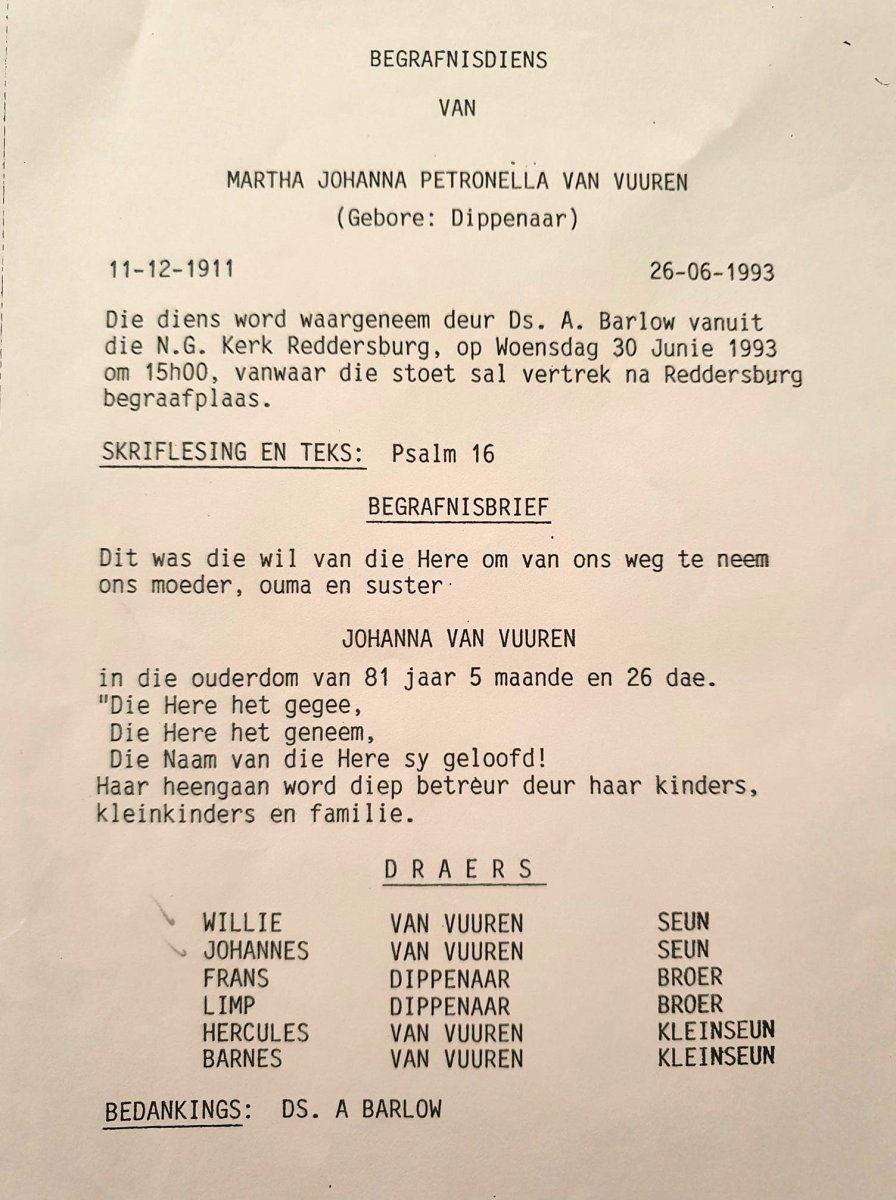 BEGRAFNISDIENS
VAN
MARTHA JOHANNA PETRONELLA VAN VUUREN
(Gebore: Dippenaar)
11-12-1911 26-06-1993
Die diens word waargeneem deur Ds. A. Barlow vanuit
die N.G. Kerk Reddersburg, op Woensdag 30 Junie 1993
om 15h00, vanwaar die stoet sal vertrek na Reddersburg
begraafplaas.
SKRIFLESING EN TEKS: Psalm 16
BEGRAFNISBRIEF
Dit was die wil van die Here om van ons weg te neem
ons moeder, ouma en suster
JOHANNA VAN VUUREN
in die ouderdom van 81 jaar 5 maande en 26 dae.
"Die Here het gegee,
Die Here het geneem,
Die Naam van die Here sy geloofd!
Haar heengaan word diep betreur deur haar kinders,
kleinkinders en familie.
DRAERS
WILLIE VAN VUUREN SEUN
JOHANNES VAN VUUREN SEUN
FRANS DIPPENAAR BROER
LIMP DIPPENAAR BROER
HERCULES VAN VUUREN KLEINSEUN
BARNES VAN VUUREN KLEINSEUN
BEDANKINGS: DS. A BARLOW